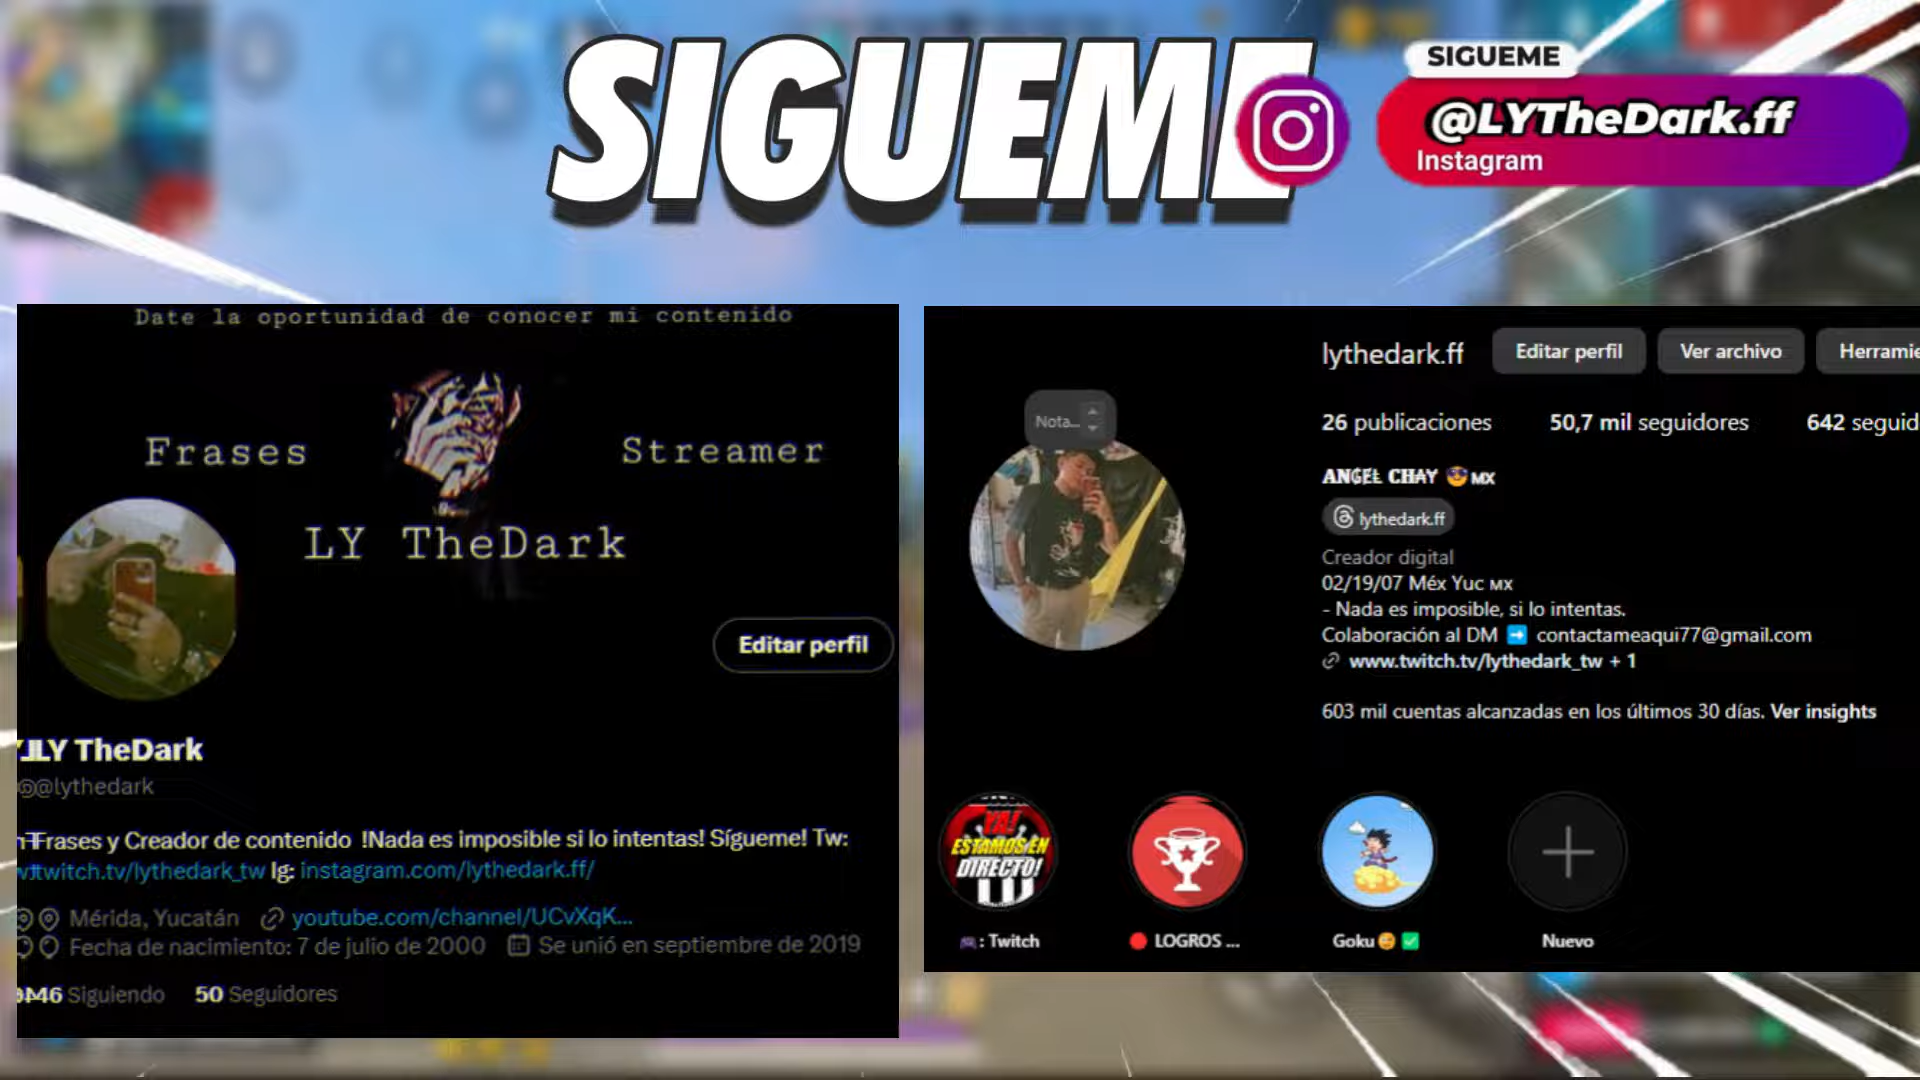 SIGUEME
SIGUEME
@LYTheDark.ff
Instagram
Date la oportunidad de conocer mi contenido
Frases
Streamer
LY TheDark
Editar perfil
LY TheDark
@lythedark
Frases y Creador de contenido !Nada es imposible si lo intentas! Sígueme! Tw:
twitch.tv/lythedark_tw Ig: instagram.com/lythedark.ff/
Mérida, Yucatán youtube.com/channel/UCvXqK...
Fecha de nacimiento: 7 de julio de 2000 Se unió en septiembre de 2019
Siguiendo 50 Seguidores
lythedark.ff Editar perfil Ver archivo Herramie
Nota...
26 publicaciones 50,7 mil seguidores 642 seguid
ANGEL CHAY 😎 MX
lythedark.ff
Creador digital
02/19/07 Méx Yuc MX
- Nada es imposible, si lo intentas.
Colaboración al DM ➡️ contactameaqui77@gmail.com
www.twitch.tv/lythedark_tw + 1
603 mil cuentas alcanzadas en los últimos 30 días. Ver insights
YA!
ESTAMOS EN
DIRECTO!
🎮: Twitch
🔴 LOGROS ...
Goku 😄 ✅
Nuevo